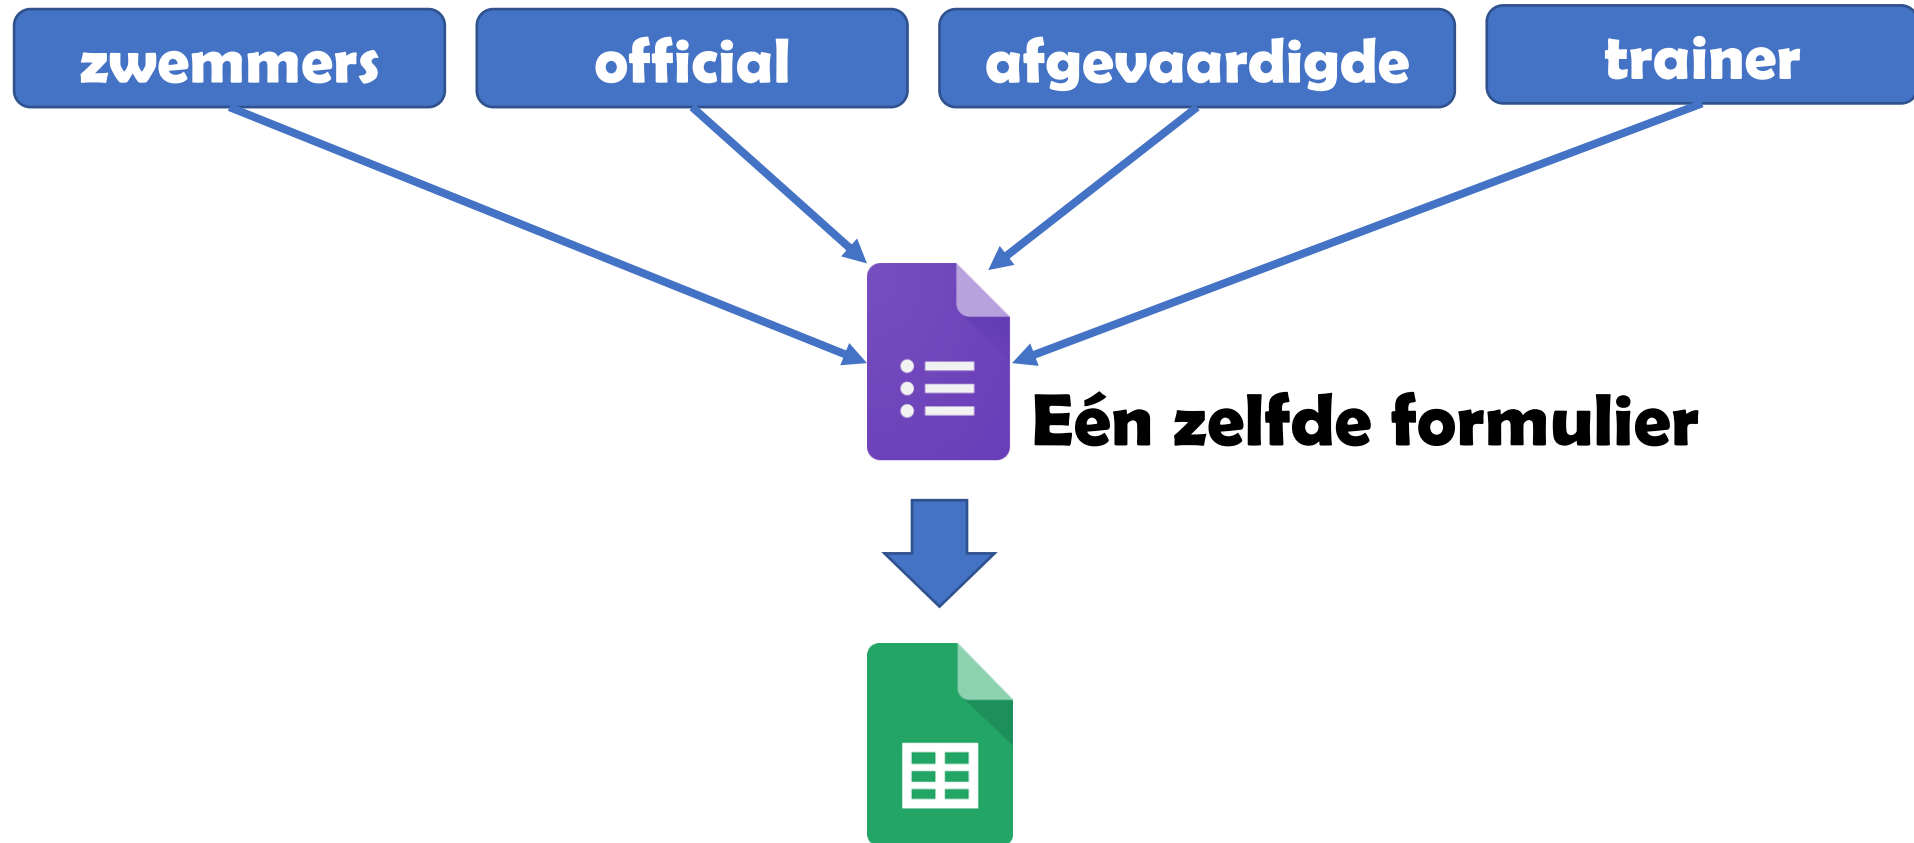 zwemmers
official
afgevaardigde
trainer
Eén zelfde formulier